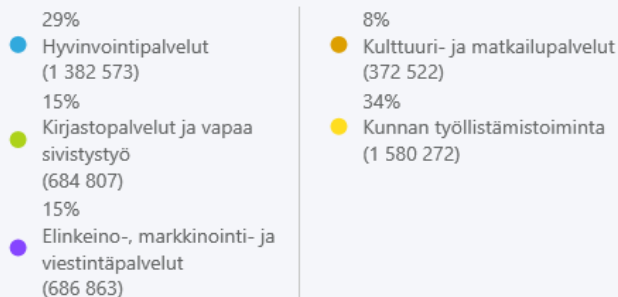 29%
Hyvinvointipalvelut
(1 382 573)
15%
Kirjastopalvelut ja vapaa
sivistystyö
(684 807)
15%
Elinkeino-, markkinointi- ja
viestintäpalvelut
(686 863)
8%
Kulttuuri- ja matkailupalvelut
(372 522)
34%
Kunnan työllistämistoiminta
(1 580 272)